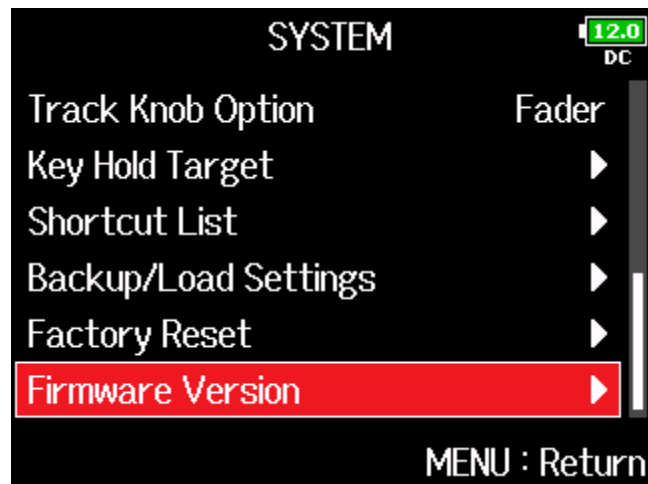 SYSTEM
12.0
DC
Track Knob Option Fader
Key Hold Target
Shortcut List
Backup/Load Settings
Factory Reset
Firmware Version
MENU : Return